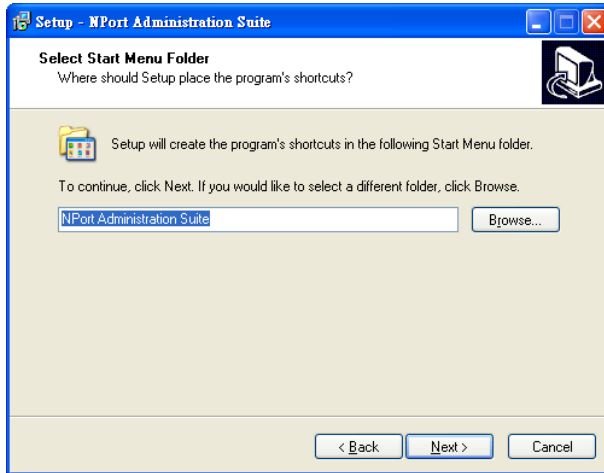 Setup - NPort Administration Suite
Select Start Menu Folder
Where should Setup place the program's shortcuts?
Setup will create the program's shortcuts in the following Start Menu folder.
To continue, click Next. If you would like to select a different folder, click Browse.
NPort Administration Suite
Browse...
< Back
Next >
Cancel